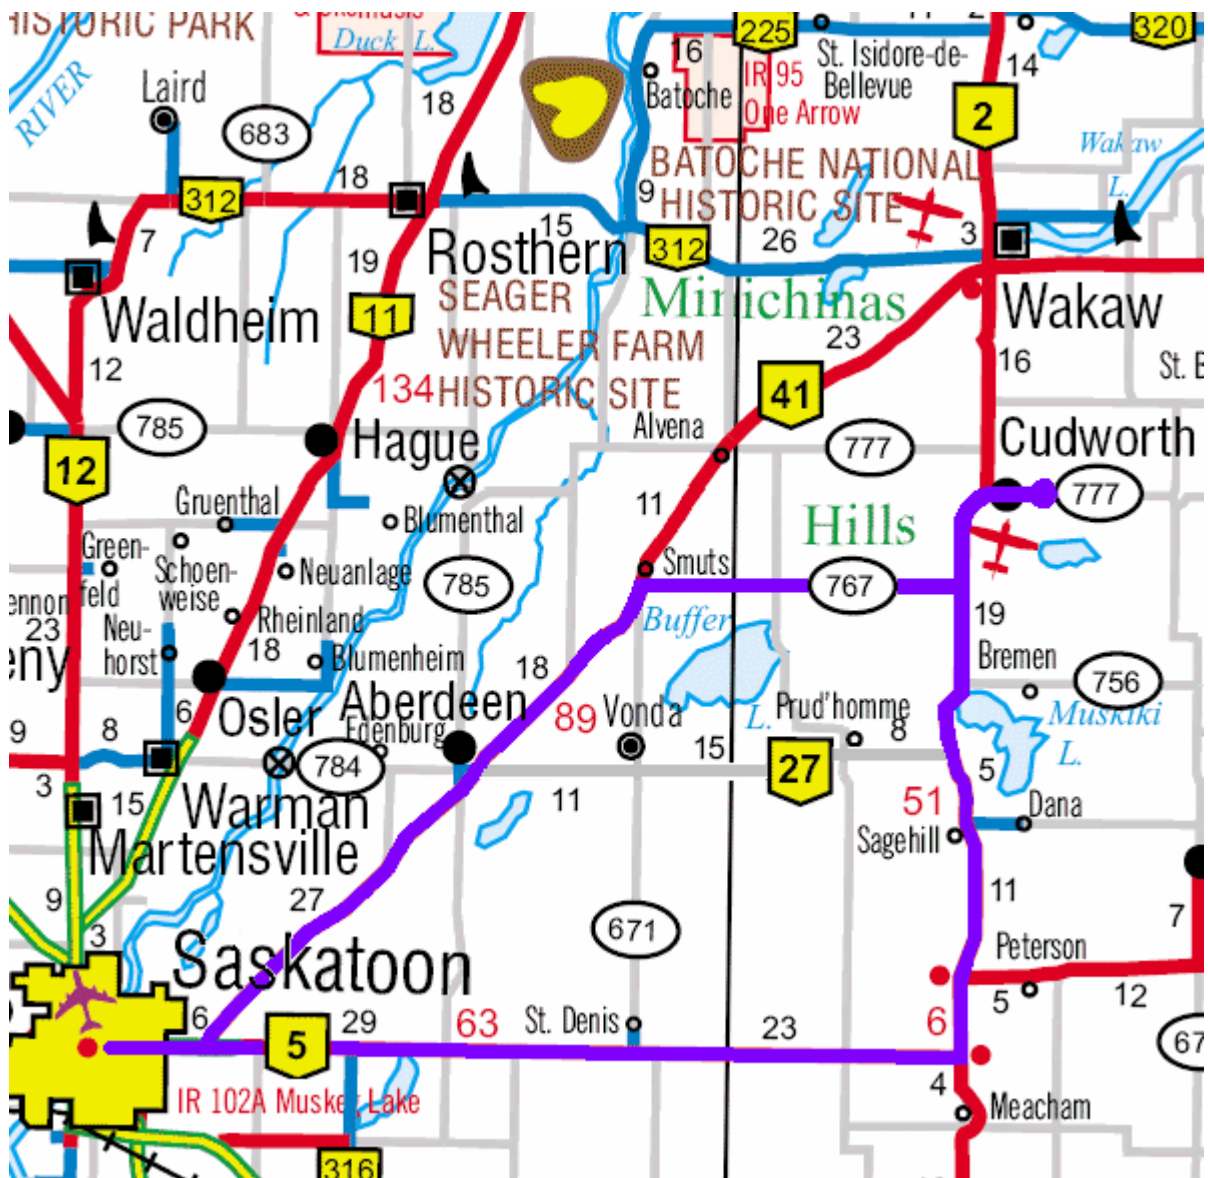 HISTORIC PARK
RIVER
Duck L.
225
320
16
St. Isidore-de-
Bellevue
14
IR 95
One Arrow
Batoche
Laird
18
683
2
Wakaw
L.
BATOCHE NATIONAL
HISTORIC SITE
312
18
15
9
312
26
3
7
Rosthern
19
SEAGER
WHEELER FARM
HISTORIC SITE
Minichinas
Hills
Wakaw
Waldheim
11
23
16
St. B
12
134
41
785
Hague
Alvena
777
Cudworth
777
12
Gruenthal
Blumenthal
11
Green-
feld
Schoen-
weise
Neuanlage
785
Smuts
767
ennon
23
Neu-
horst
Rheinland
18
Blumenheim
Buffer
L.
19
Bremen
756
eny
18
Aberdeen
Osler
6
Edenburg
89
Vonda
Prud'homme
8
Muskiki
L.
9
8
784
15
27
5
3
15
Warman
11
51
Dana
Martensville
Sagehill
9
27
11
3
671
7
Saskatoon
Peterson
6
5
12
6
5
29
63
St. Denis
23
67
IR 102A Muskeg Lake
4
Meacham
316